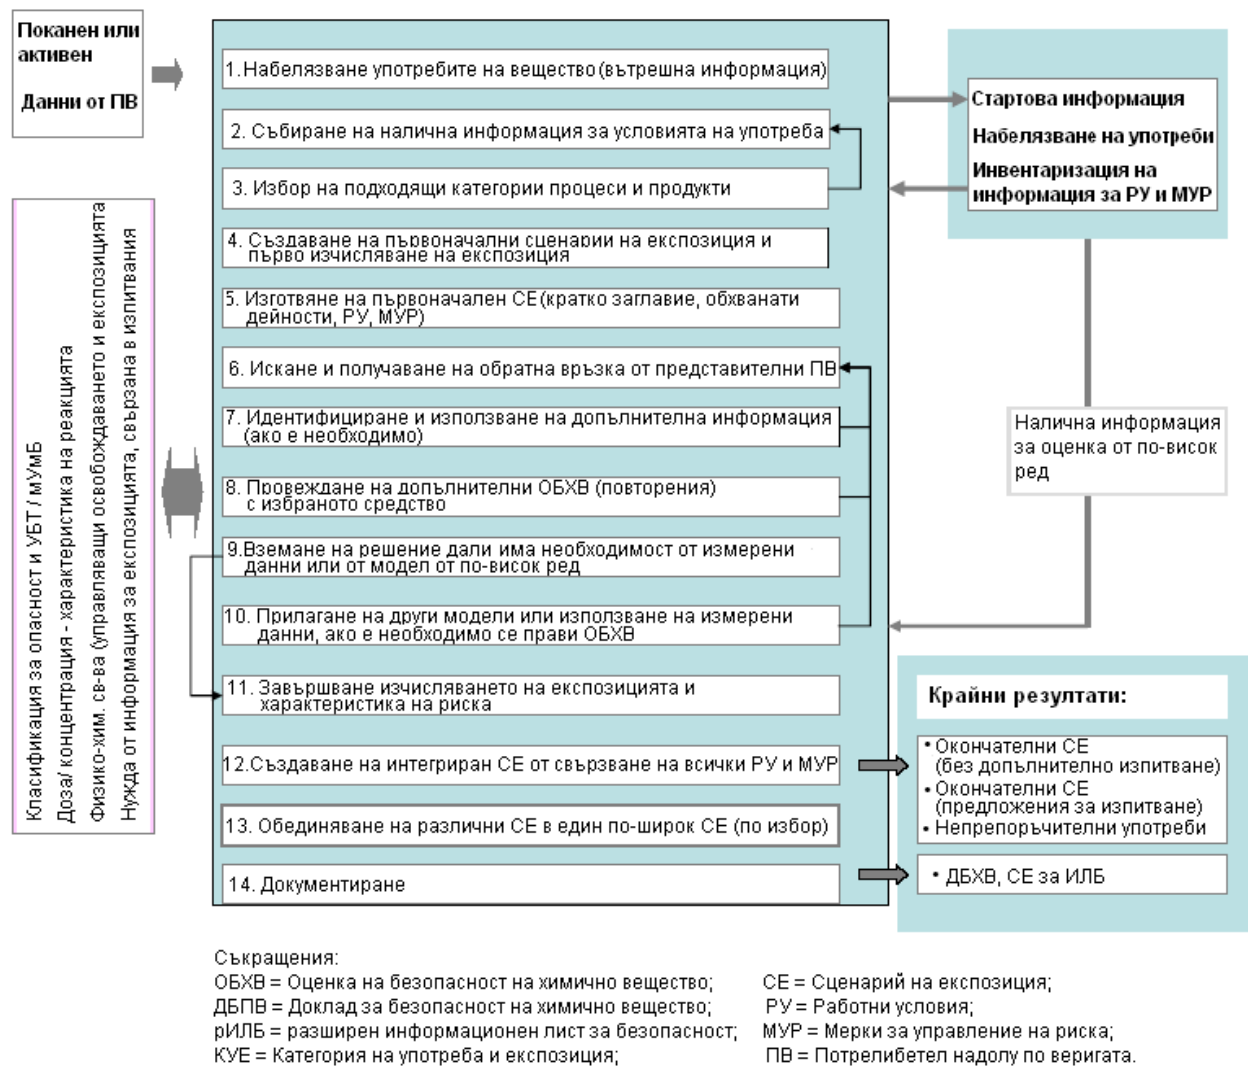 Поканен или
активен
Данни от ПВ
1.Набелязване употребите на вещество (вътрешна информация)
2. Събиране на налична информация за условията на употреба
3. Избор на подходящи категории процеси и продукти
4. Създаване на първоначални сценарии на експозиция и
първо изчисляване на експозиция
5. Изготвяне на първоначален СЕ (кратко заглавие, обхванати
дейности, РУ, МУР)
6. Искане и получаване на обратна връзка от представителни ПВ
7. Идентифициране и използване на допълнителна информация
(ако е необходимо)
8. Провеждане на допълнителни ОБХВ (повторения)
с избраното средство
9.Вземане на решение дали има необходимост от измерени
данни или от модел от по-висок ред
10. Прилагане на други модели или използване на измерени
данни, ако е необходимо се прави ОБХВ
11. Завършване изчисляването на експозицията и
характеристика на риска
12.Създаване на интегриран СЕ от свързване на всички РУ и МУР
13. Обединяване на различни СЕ в един по-широк СЕ (по избор)
14. Документиране
Стартова информация
Набелязване на употреби
Инвентаризация на
информация за РУ и МУР
Налична информация
за оценка от по-висок
ред
Класификация за опасност и УБТ / мУмБ
Доза/ концентрация - характеристика на реакцията
Физико-хим. св-ва (управляващи освобождаването и експозицията
Нужда от информация за експозицията, свързана в изпитвания
Крайни резултати:
• Окончателни СЕ
(без допълнително изпитване)
• Окончателни СЕ
(предложения за изпитване)
• Непрепоръчителни употреби
• ДБХВ, СЕ за ИЛБ
Съкращения:
ОБХВ = Оценка на безопасност на химично вещество;
ДБПВ = Доклад за безопасност на химично вещество;
рИЛБ = разширен информационен лист за безопасност;
КУЕ = Категория на употреба и експозиция;
СЕ = Сценарий на експозиция;
РУ = Работни условия;
МУР = Мерки за управление на риска;
ПВ = Потрелибетел надолу по веригата.